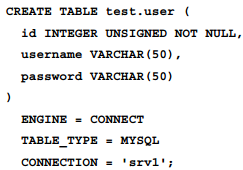 CREATE TABLE test.user (
id INTEGER UNSIGNED NOT NULL,
username VARCHAR(50),
password VARCHAR(50)
)
ENGINE = CONNECT
TABLE_TYPE = MYSQL
CONNECTION = 'srv1';